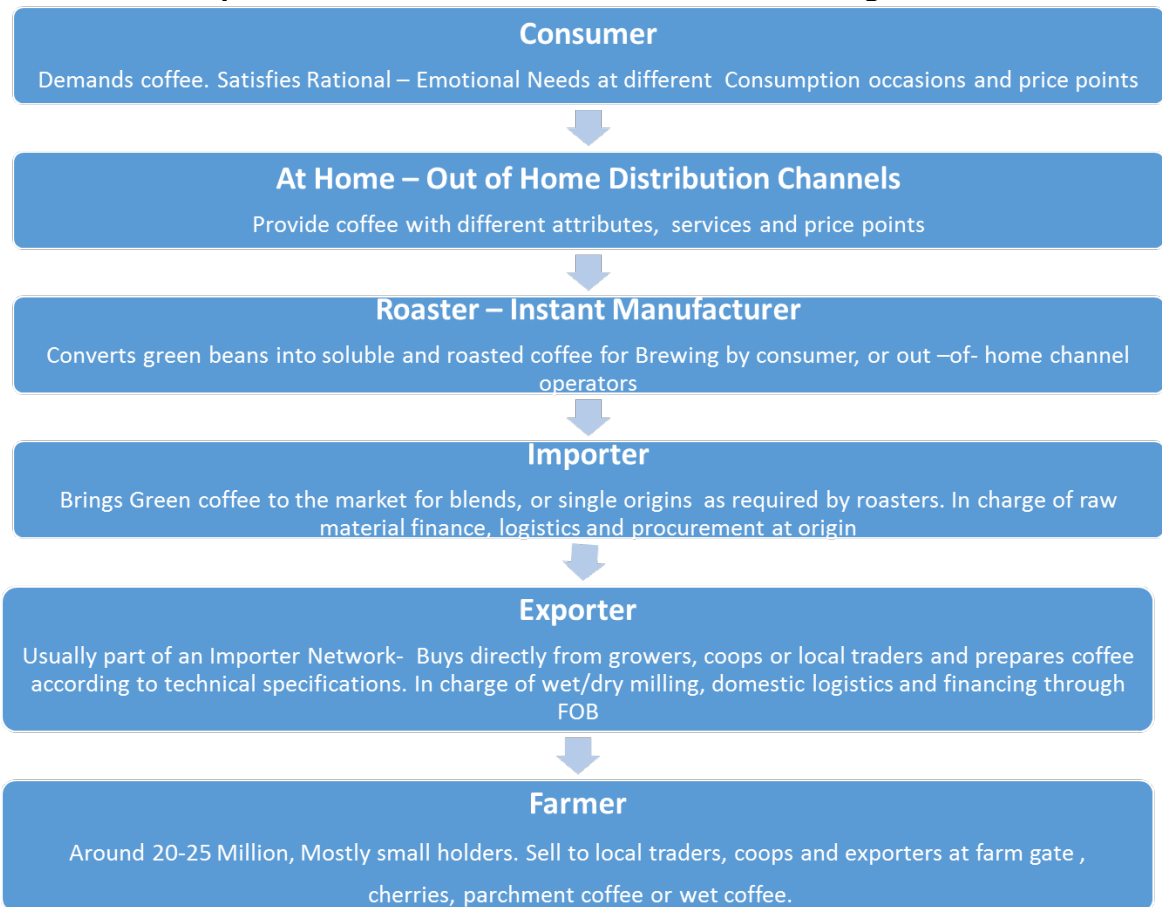 Consumer
Demands coffee. Satisfies Rational – Emotional Needs at different Consumption occasions and price points
At Home – Out of Home Distribution Channels
Provide coffee with different attributes, services and price points
Roaster – Instant Manufacturer
Converts green beans into soluble and roasted coffee for Brewing by consumer, or out –of- home channel
operators
Importer
Brings Green coffee to the market for blends, or single origins as required by roasters. In charge of raw
material finance, logistics and procurement at origin
Exporter
Usually part of an Importer Network- Buys directly from growers, coops or local traders and prepares coffee
according to technical specifications. In charge of wet/dry milling, domestic logistics and financing through
FOB
Farmer
Around 20-25 Million, Mostly small holders. Sell to local traders, coops and exporters at farm gate ,
cherries, parchment coffee or wet coffee.